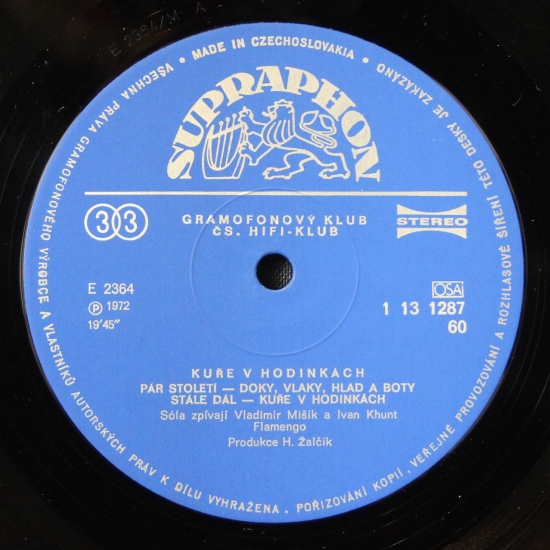 E 2364/M A
VŠECHNA PRÁVA GRAMOFONOVÉHO VÝROBCE A VLASTNÍKŮ AUTORSKÝCH PRÁV K DÍLU VYHRAŽENA. POŘIZOVÁNÍ KOPIÍ, VEŘEJNÉ PROVOZOVÁNÍ A ROZHLASOVÉ ŠÍŘENÍ TÉTO DESKY JE ZAKÁZÁNO
• MADE IN CZECHOSLOVAKIA •
SUPRAPHON
33
GRAMOFONOVÝ KLUB
ČS. HIFI-KLUB
STEREO
E 2364
℗ 1972
19'45"
OSA
1 13 1287
60
KUŘE V HODINKACH
PÁR STOLETÍ — DOKY, VLAKY, HLAD A BOTY
STÁLE DÁL — KUŘE V HODINKÁCH
Sóla zpívají Vladimír Mišík a Ivan Khunt
Flamengo
Produkce H. Žalčík